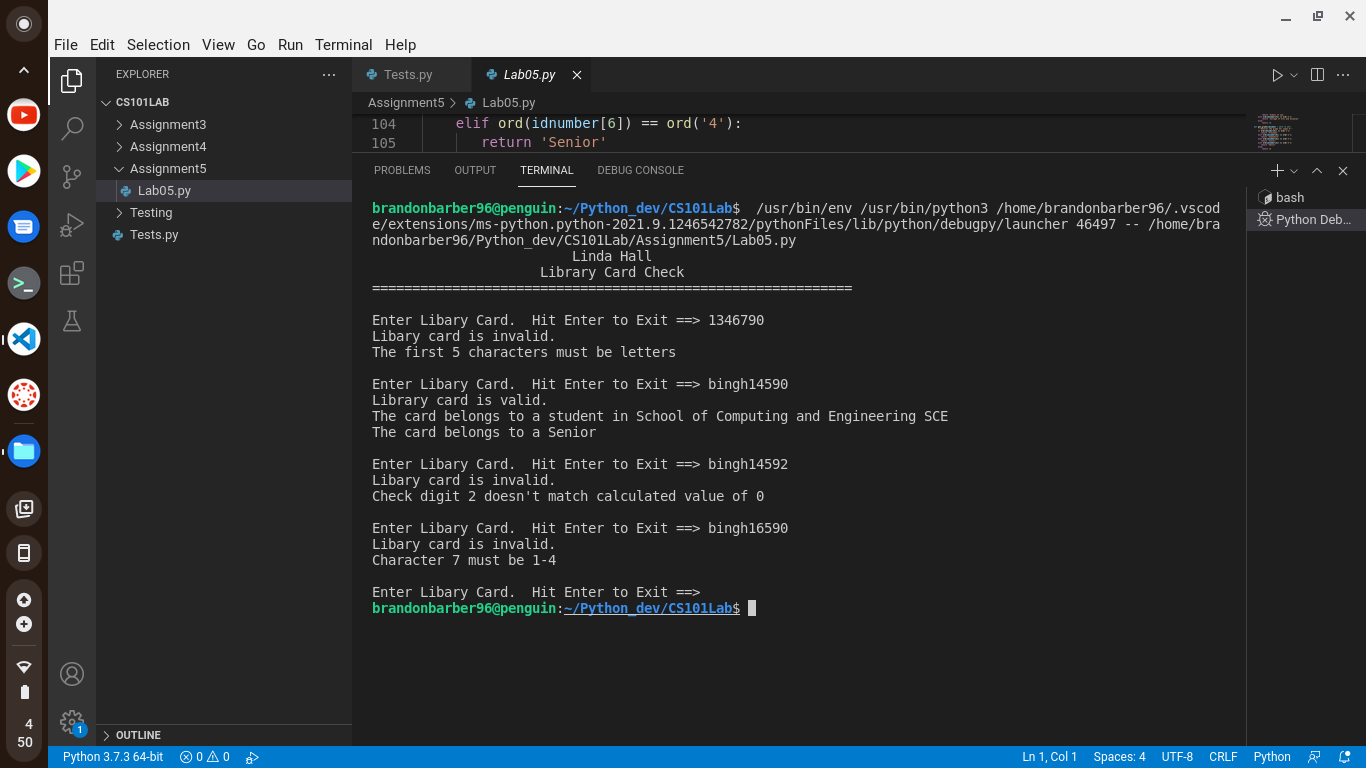 File Edit Selection View Go Run Terminal Help
EXPLORER
CS101LAB
Assignment3
Assignment4
Assignment5
Lab05.py
Testing
Tests.py
OUTLINE
Tests.py Lab05.py
Assignment5 > Lab05.py
104 elif ord(idnumber[6]) == ord('4'):
105 return 'Senior'
PROBLEMS OUTPUT TERMINAL DEBUG CONSOLE
brandonbarber96@penguin:~/Python_dev/CS101Lab$ /usr/bin/env /usr/bin/python3 /home/brandonbarber96/.vscod
e/extensions/ms-python.python-2021.9.1246542782/pythonFiles/lib/python/debugpy/launcher 46497 -- /home/bra
ndonbarber96/Python_dev/CS101Lab/Assignment5/Lab05.py
Linda Hall
Library Card Check
============================================================
Enter Libary Card.  Hit Enter to Exit ==> 1346790
Libary card is invalid.
The first 5 characters must be letters
Enter Libary Card.  Hit Enter to Exit ==> bingh14590
Library card is valid.
The card belongs to a student in School of Computing and Engineering SCE
The card belongs to a Senior
Enter Libary Card.  Hit Enter to Exit ==> bingh14592
Libary card is invalid.
Check digit 2 doesn't match calculated value of 0
Enter Libary Card.  Hit Enter to Exit ==> bingh16590
Libary card is invalid.
Character 7 must be 1-4
Enter Libary Card.  Hit Enter to Exit ==>
brandonbarber96@penguin:~/Python_dev/CS101Lab$
bash
Python Deb...
1
4
50
Python 3.7.3 64-bit 0 0 Ln 1, Col 1 Spaces: 4 UTF-8 CRLF Python